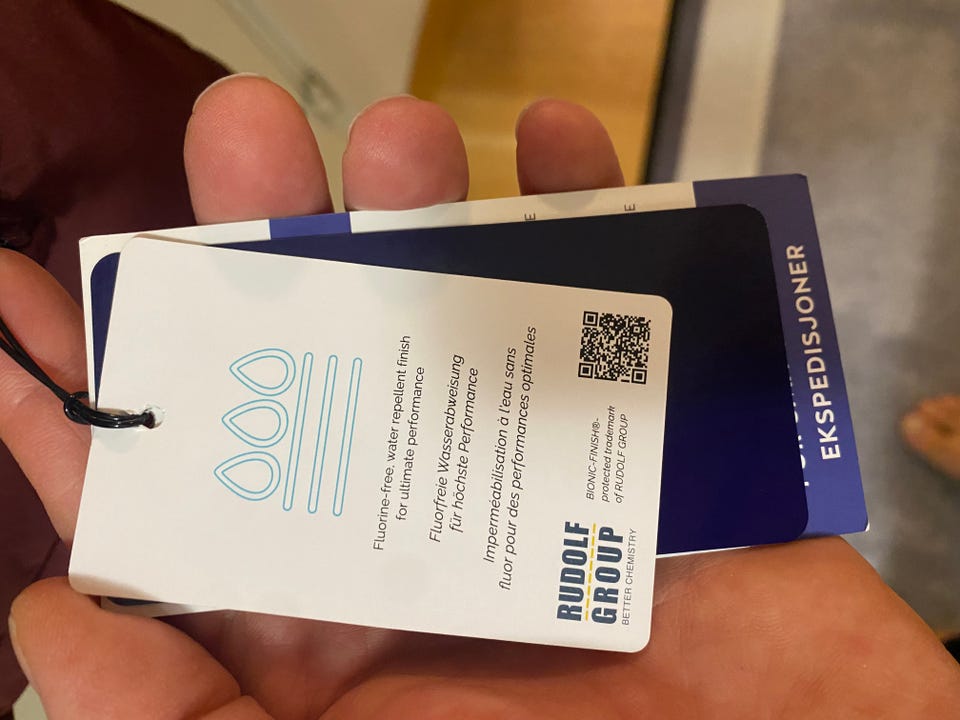 Fluorine-free, water repellent finish
for ultimate performance
Fluorfreie Wasserabweisung
für höchste Performance
Imperméabilisation à l'eau sans
fluor pour des performances optimales
RUDOLF
GROUP
BETTER CHEMISTRY
BIONIC-FINISH®-
protected trademark
of RUDOLF GROUP
EKSPEDISJONER